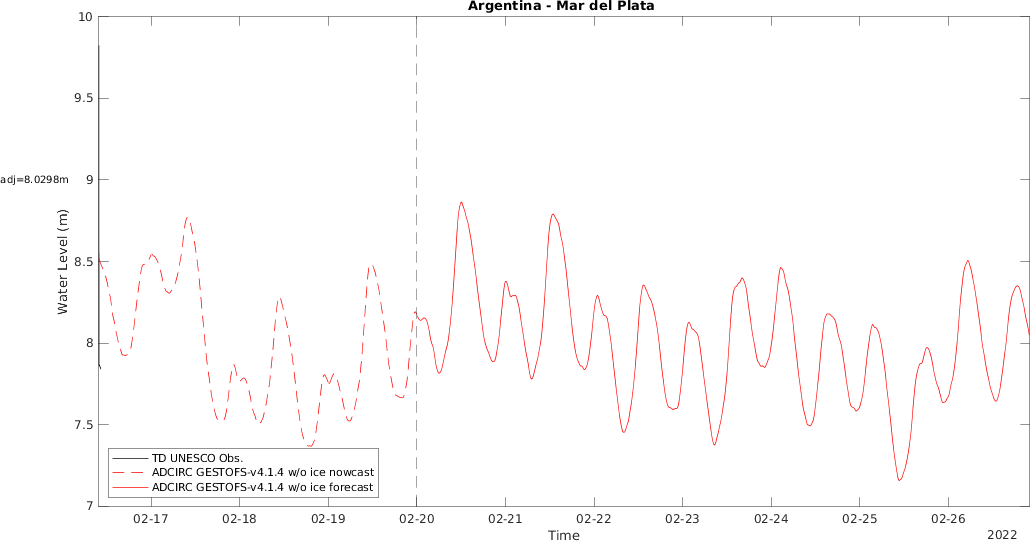 Argentina - Mar del Plata
10
9.5
adj=8.0298m
9
8.5
Water Level (m)
8
7.5
7
TD UNESCO Obs.
ADCIRC GESTOFS-v4.1.4 w/o ice nowcast
ADCIRC GESTOFS-v4.1.4 w/o ice forecast
02-17 02-18 02-19 02-20 02-21 02-22 02-23 02-24 02-25 02-26
Time
2022